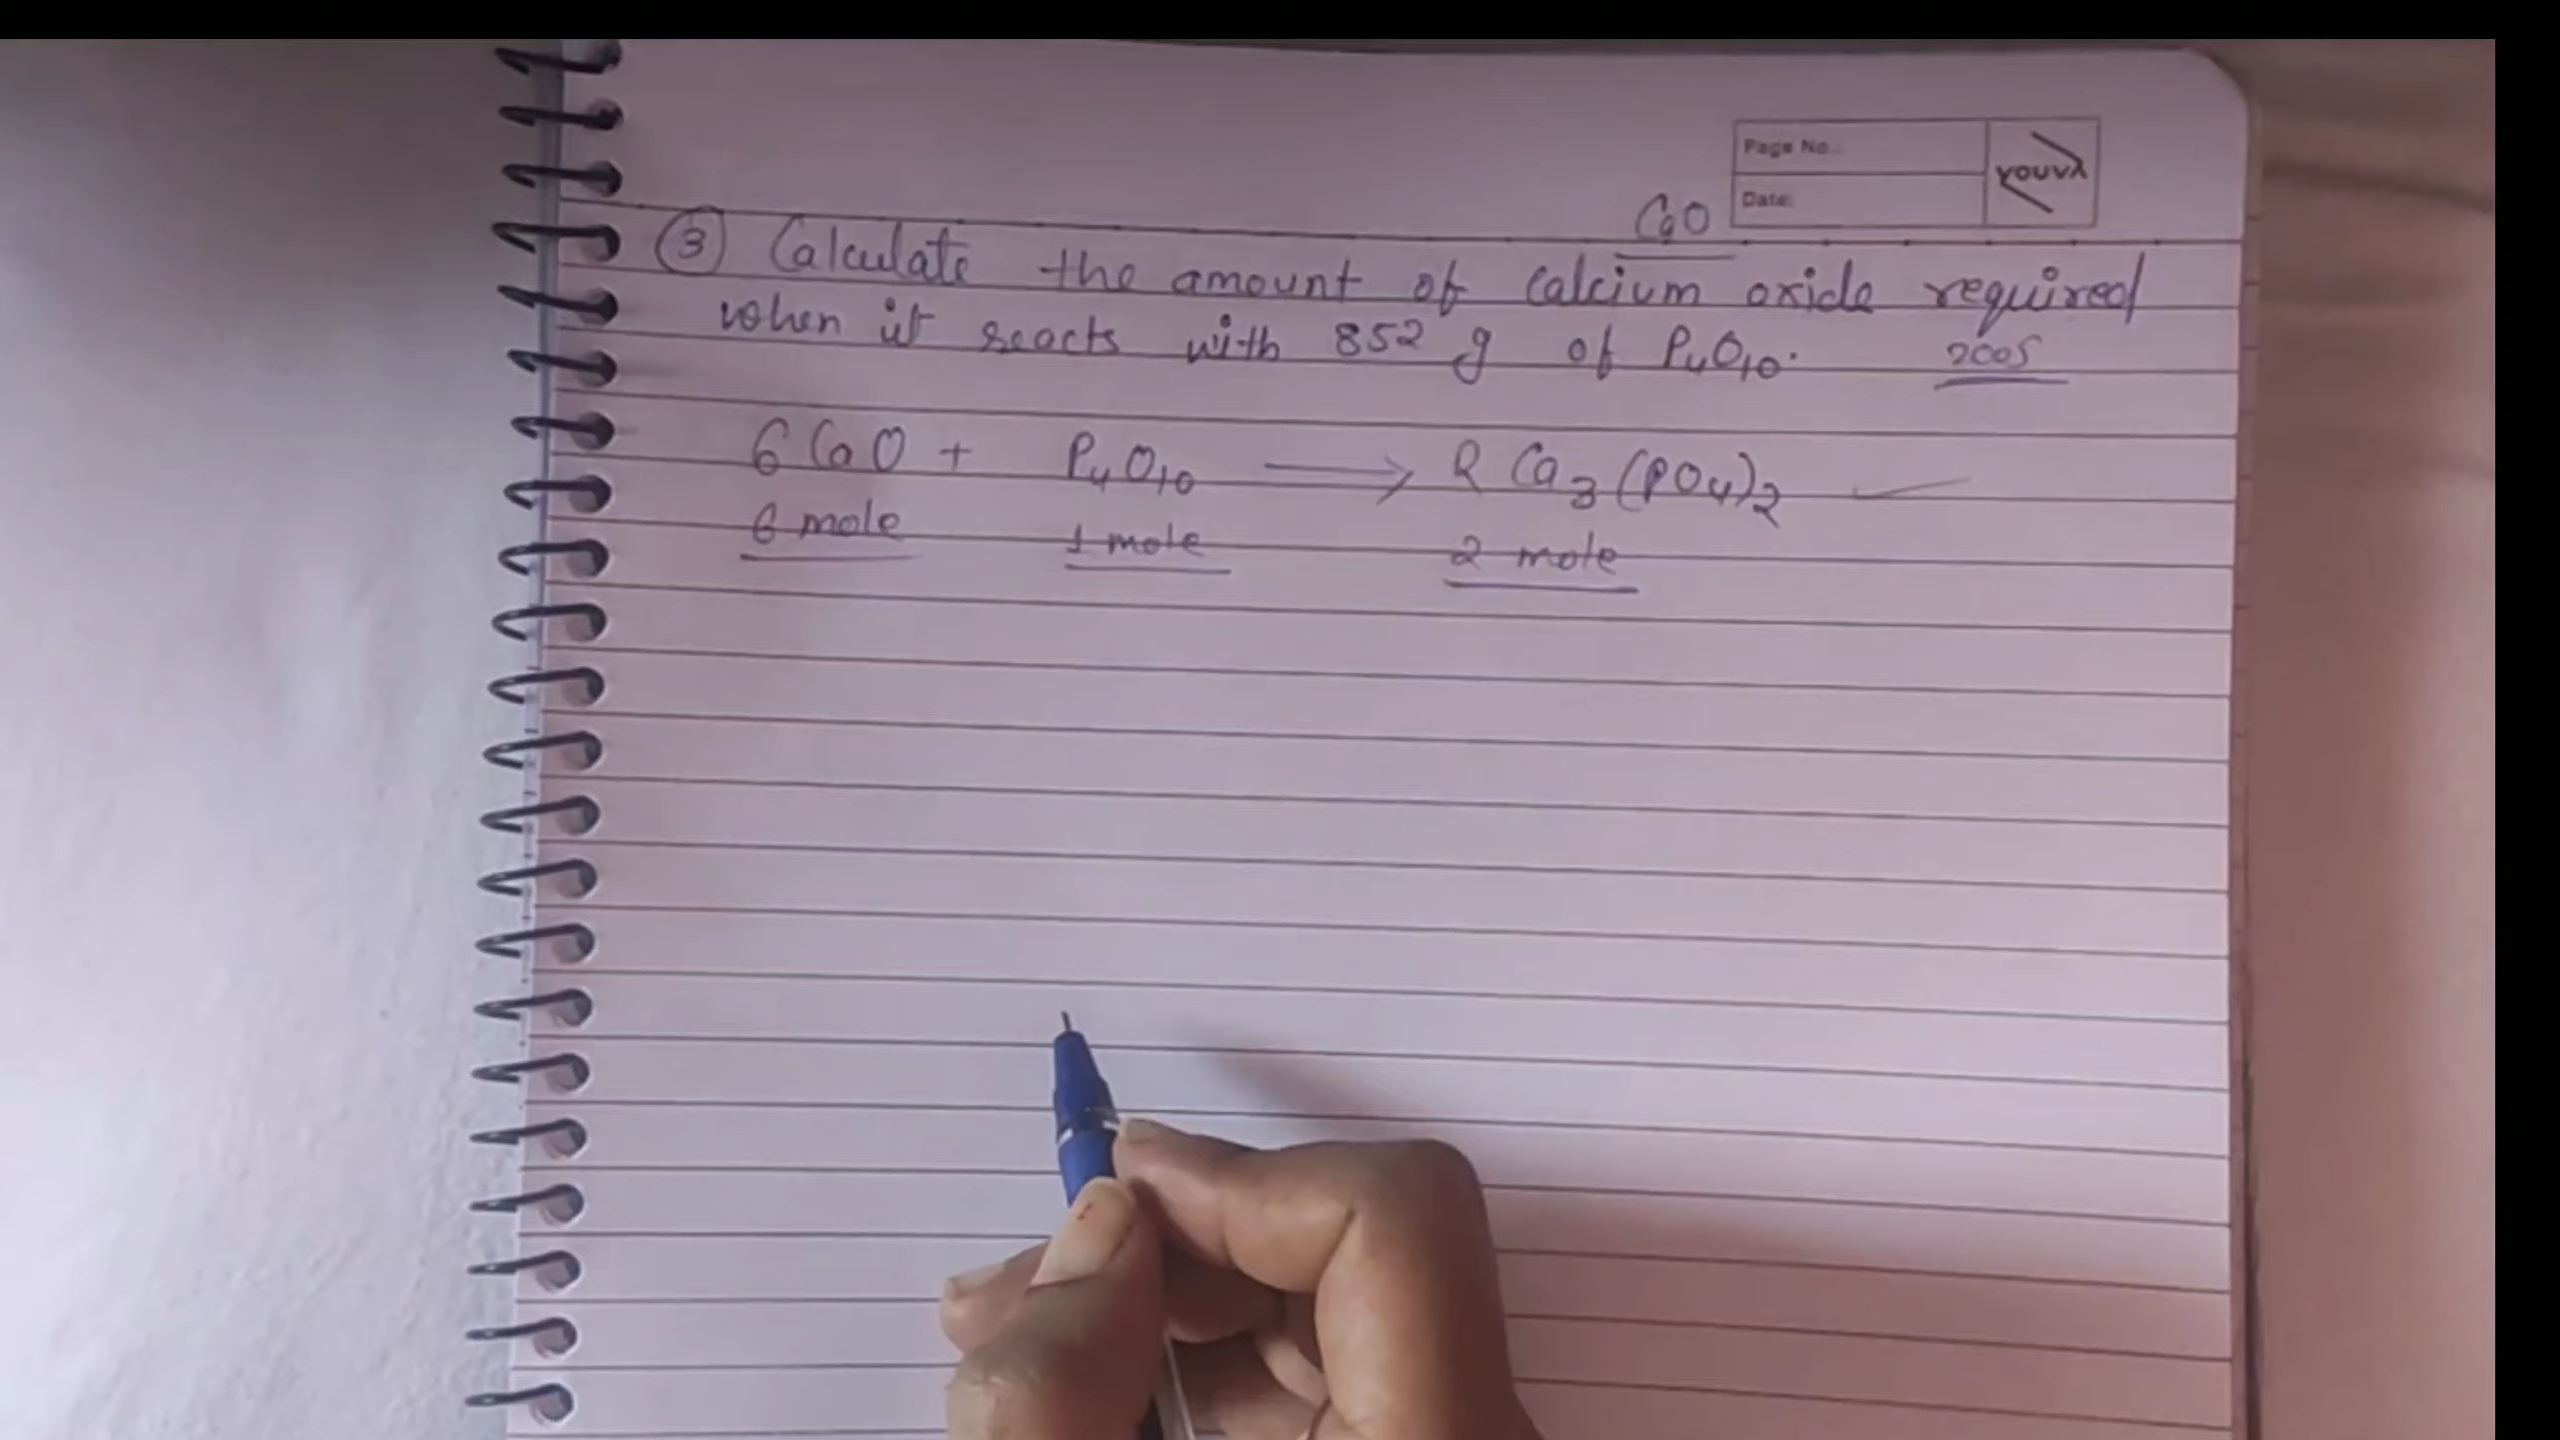 Page No.
Date:
youva
CaO
③ Calculate the amount of Calcium oxide required
when it reacts with 852 g of P₄O₁₀. 2005
6 CaO + P₄O₁₀ ⟹ 2 Ca₃(PO₄)₂
6 mole 1 mole 2 mole